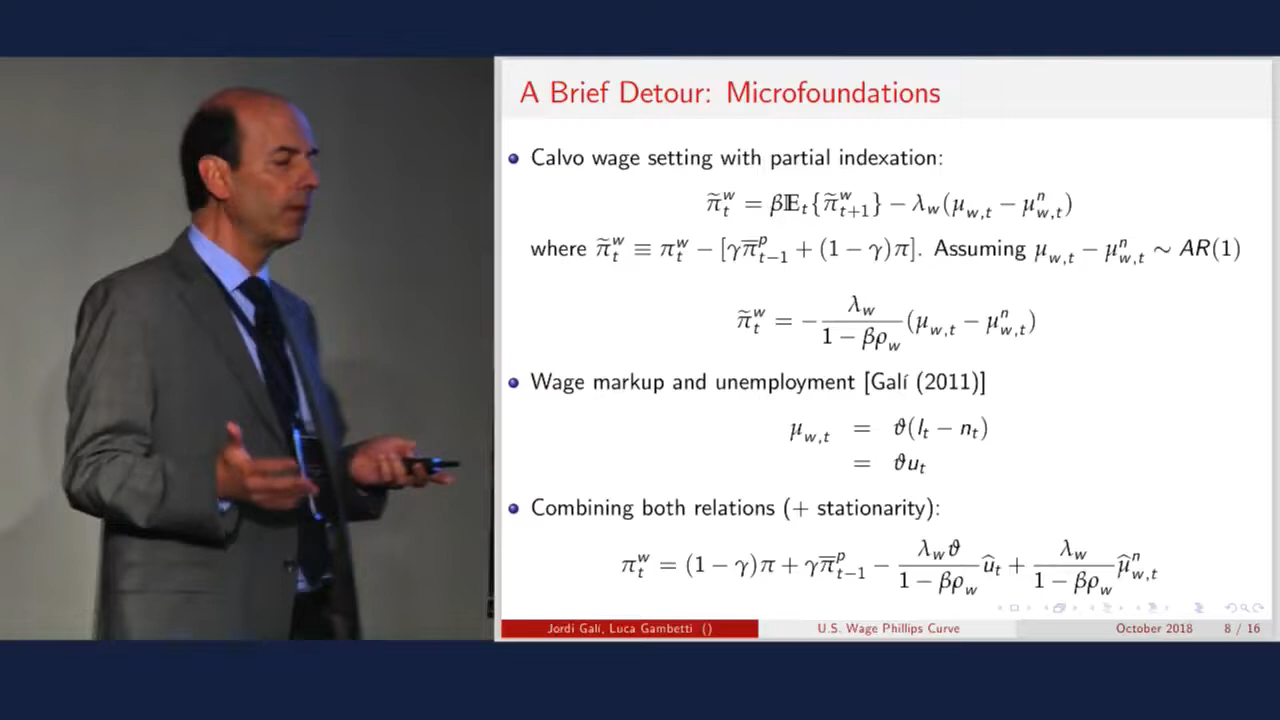 A Brief Detour: Microfoundations
Calvo wage setting with partial indexation:
π̃ₜʷ = β𝔼ₜ{π̃ₜ₊₁ʷ} − λ_w(μ_{w,t} − μⁿ_{w,t})
where π̃ₜʷ ≡ πₜʷ − [γπ̅ᵖₜ₋₁ + (1 − γ)π]. Assuming μ_{w,t} − μⁿ_{w,t} ∼ AR(1)
π̃ₜʷ = − λ_w / (1 − βρ_w) (μ_{w,t} − μⁿ_{w,t})
Wage markup and unemployment [Galí (2011)]
μ_{w,t} = ϑ(lₜ − nₜ)
= ϑuₜ
Combining both relations (+ stationarity):
πₜʷ = (1 − γ)π + γπ̅ᵖₜ₋₁ − λ_wϑ / (1 − βρ_w) ûₜ + λ_w / (1 − βρ_w) μ̂ⁿ_{w,t}
Jordi Galí, Luca Gambetti () U.S. Wage Phillips Curve October 2018 8 / 16